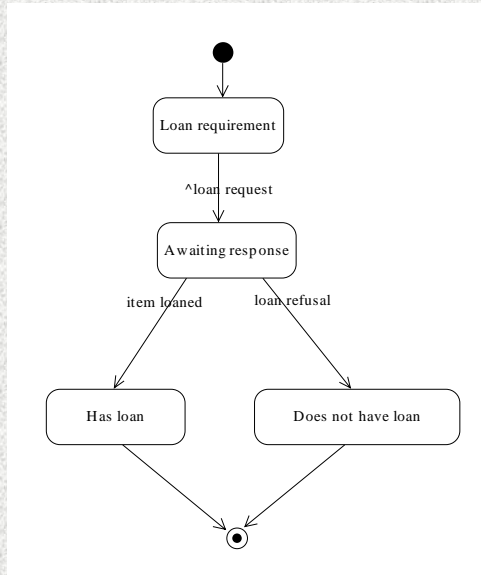 Loan requirement
^loan request
Awaiting response
item loaned
loan refusal
Has loan
Does not have loan